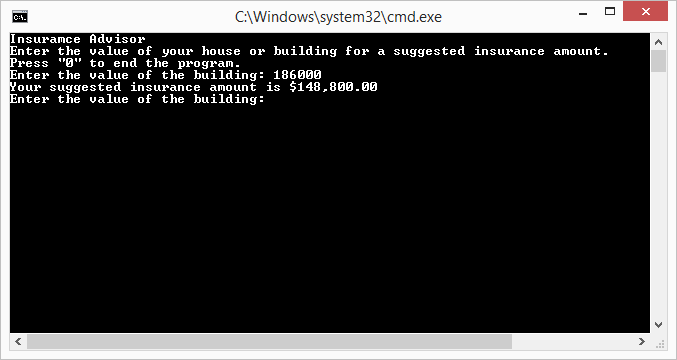 C:\Windows\system32\cmd.exe
Insuramce Advisor
Enter the value of your house or building for a suggested insurance amount.
Press "0" to end the program.
Enter the value of the building: 186000
Your suggested insurance amount is $148,800.00
Enter the value of the building: